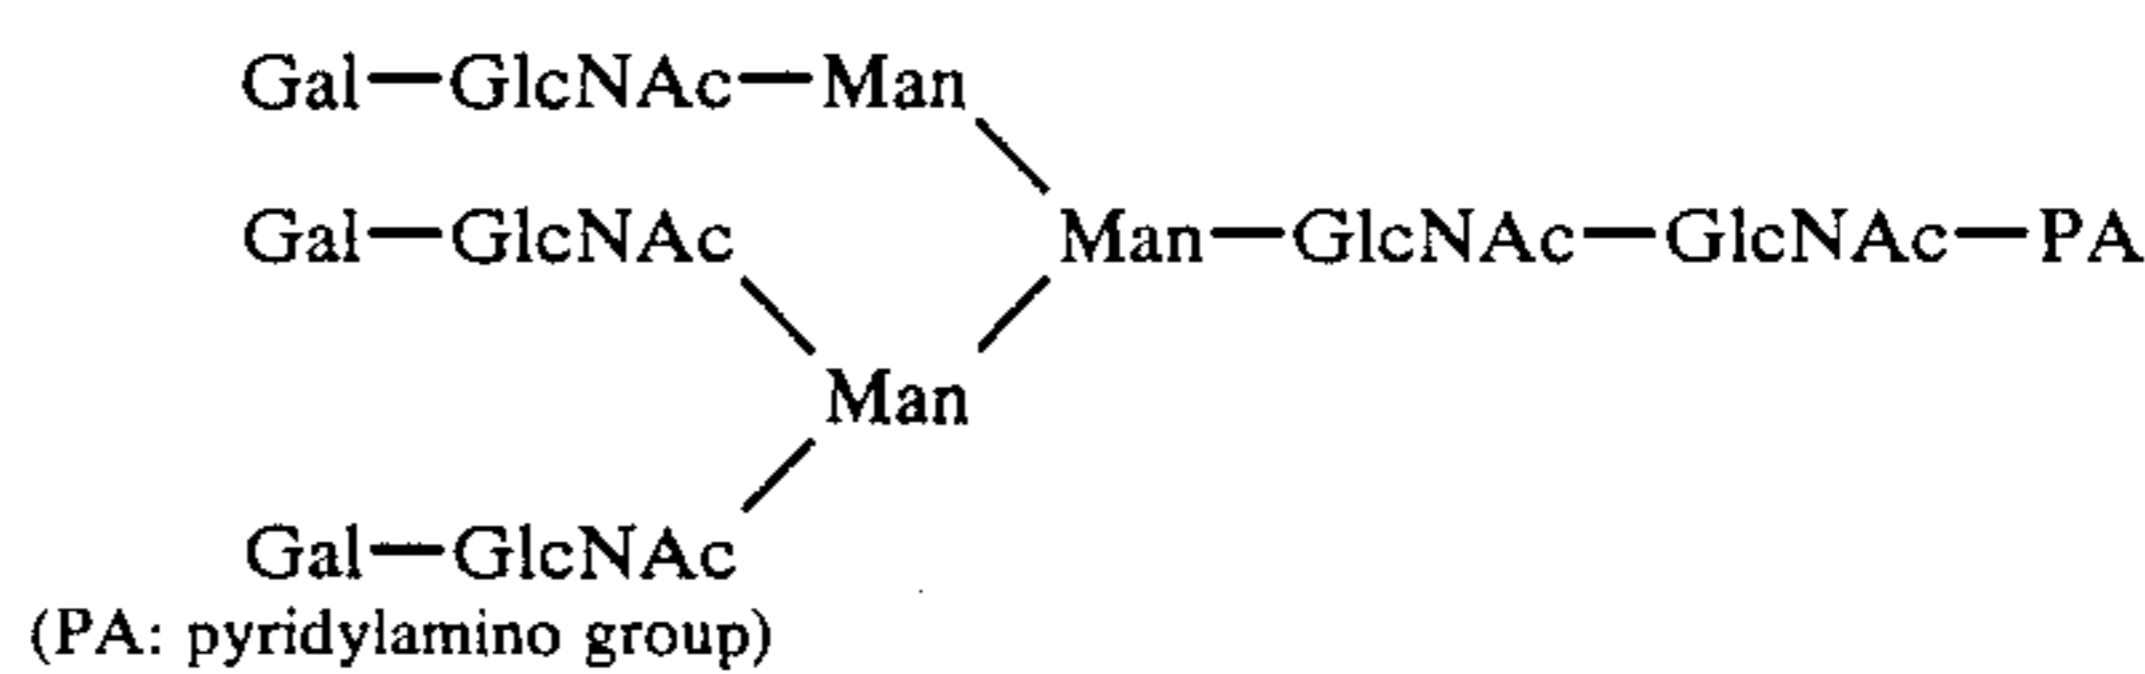 Gal—GlcNAc—Man
Gal—GlcNAc Man—GlcNAc—GlcNAc—PA
Man
Gal—GlcNAc
(PA: pyridylamino group)